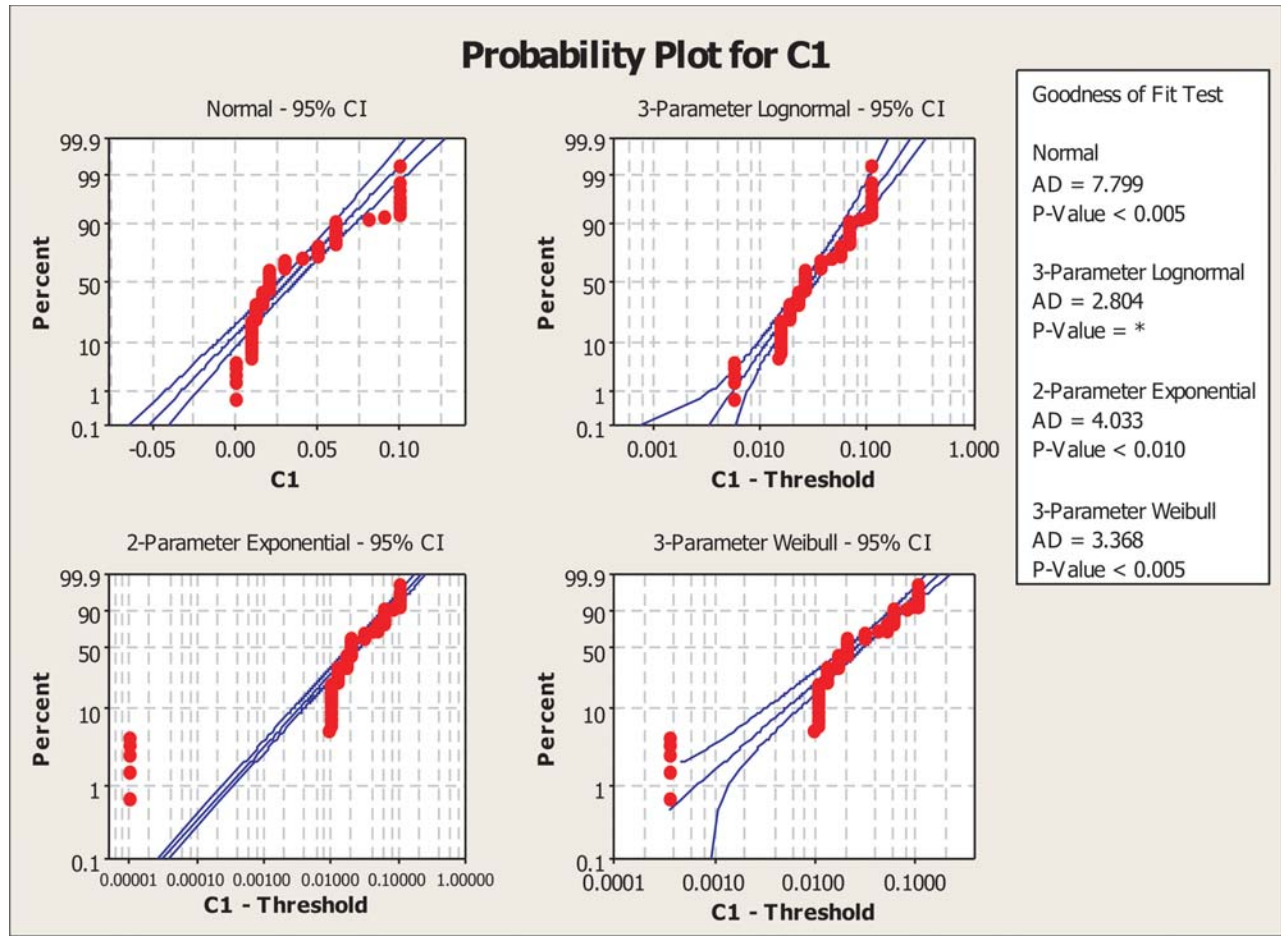 Probability Plot for C1
Normal - 95% CI
99.9
99
90
50
10
1
0.1
Percent
-0.05 0.00 0.05 0.10
C1
3-Parameter Lognormal - 95% CI
99.9
99
90
50
10
1
0.1
Percent
0.001 0.010 0.100 1.000
C1 - Threshold
2-Parameter Exponential - 95% CI
99.9
90
50
10
1
0.1
Percent
0.00001 0.00010 0.00100 0.01000 0.10000 1.00000
C1 - Threshold
3-Parameter Weibull - 95% CI
99.9
90
50
10
1
0.1
Percent
0.0001 0.0010 0.0100 0.1000
C1 - Threshold
Goodness of Fit Test
Normal
AD = 7.799
P-Value < 0.005
3-Parameter Lognormal
AD = 2.804
P-Value = *
2-Parameter Exponential
AD = 4.033
P-Value < 0.010
3-Parameter Weibull
AD = 3.368
P-Value < 0.005